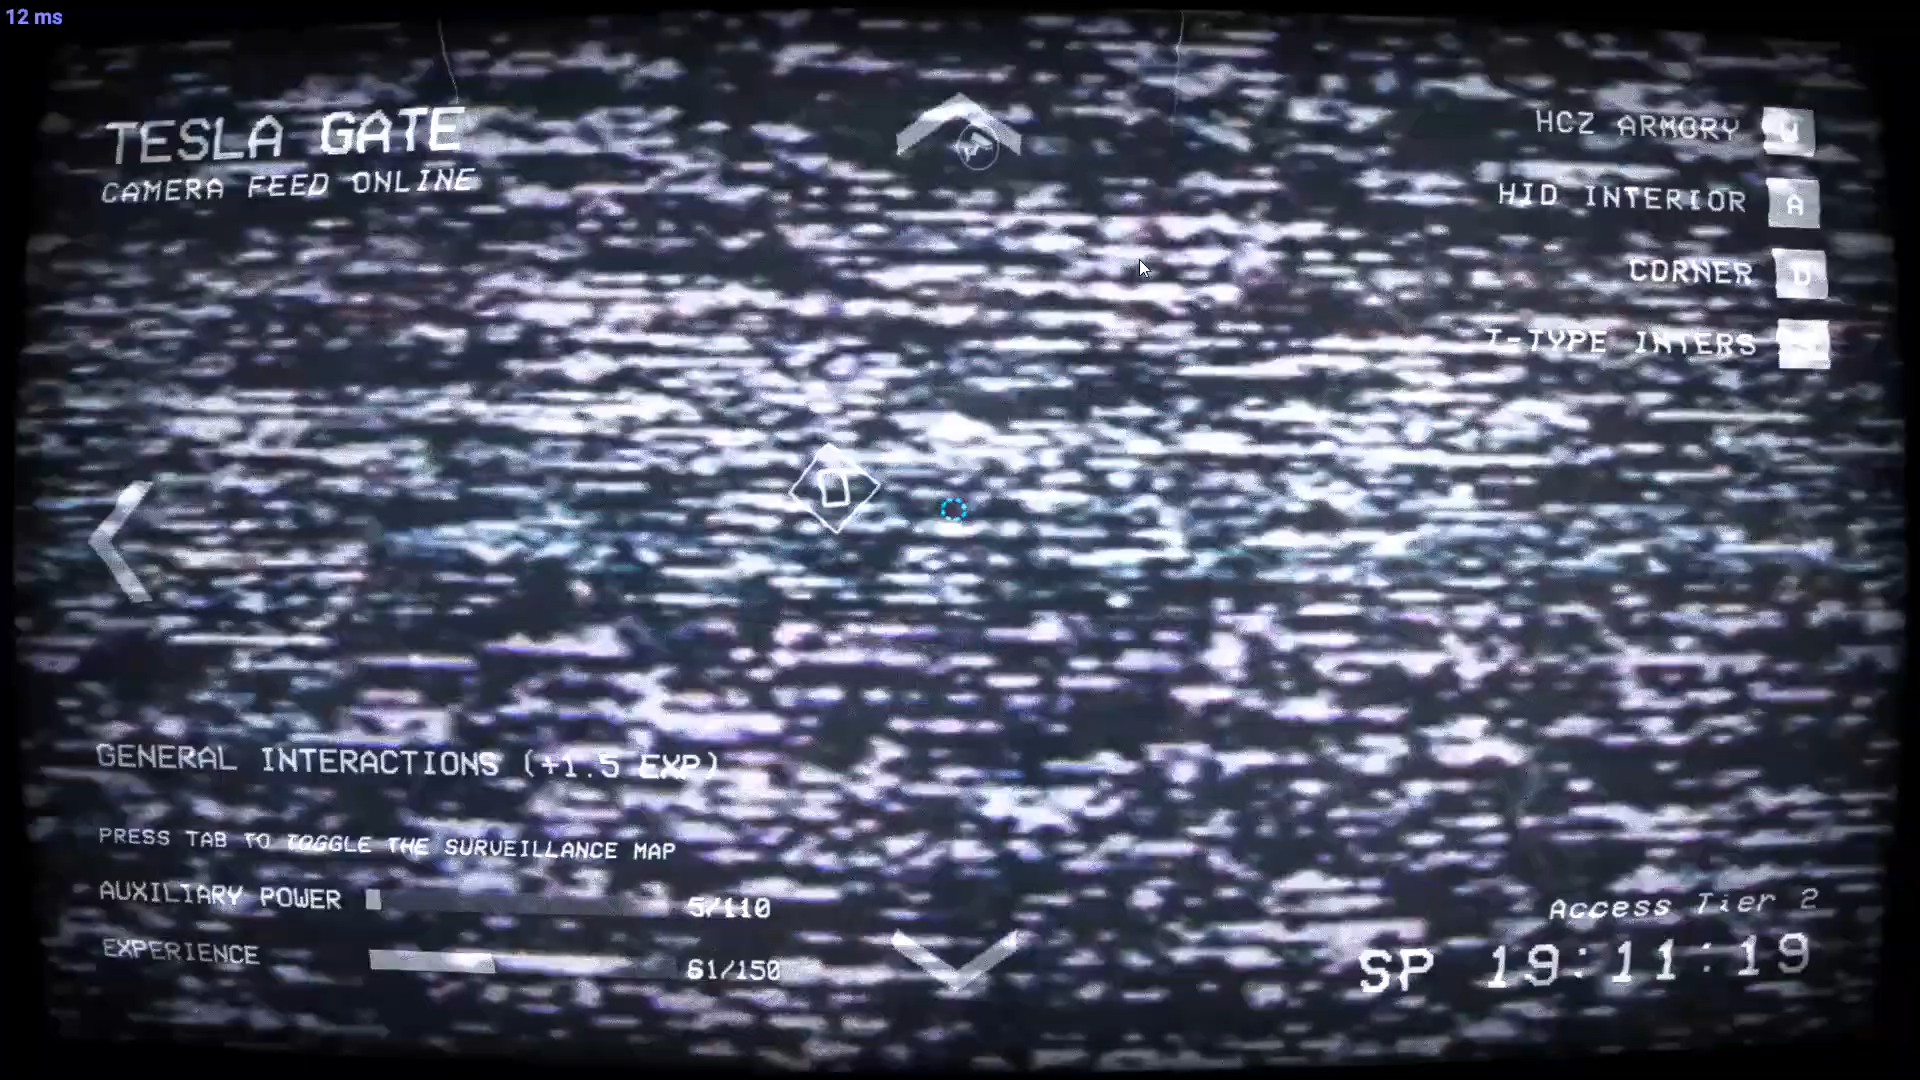 12 ms
TESLA GATE
CAMERA FEED ONLINE
HCZ ARMORY
HID INTERIOR A
CORNER D
T-TYPE INTERS
GENERAL INTERACTIONS (+1.5 EXP)
PRESS TAB TO TOGGLE THE SURVEILLANCE MAP
AUXILIARY POWER 5/110
EXPERIENCE 61/150
Access Tier 2
SP 19:11:19